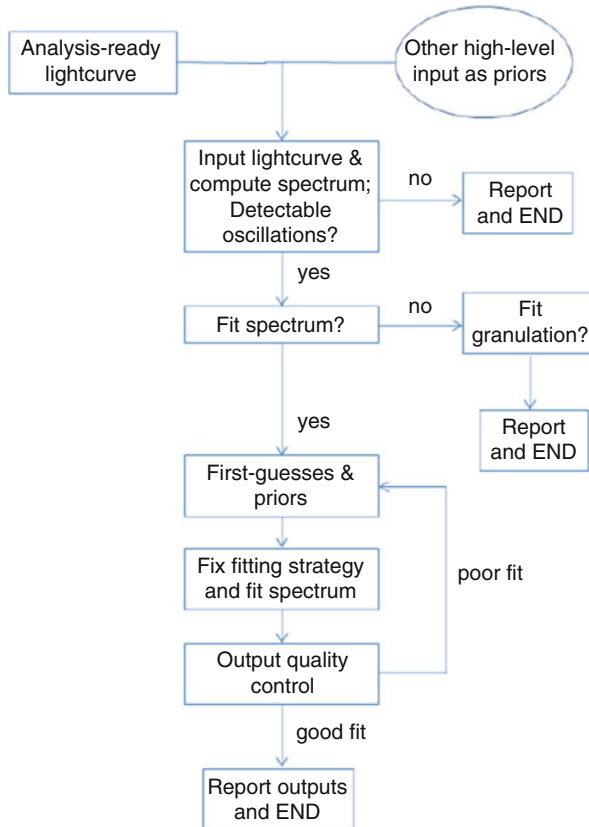 Analysis-ready
lightcurve
Other high-level
input as priors
Input lightcurve &
compute spectrum;
Detectable
oscillations?
no
Report
and END
yes
Fit spectrum?
no
Fit
granulation?
Report
and END
yes
First-guesses &
priors
Fix fitting strategy
and fit spectrum
poor fit
Output quality
control
good fit
Report outputs
and END